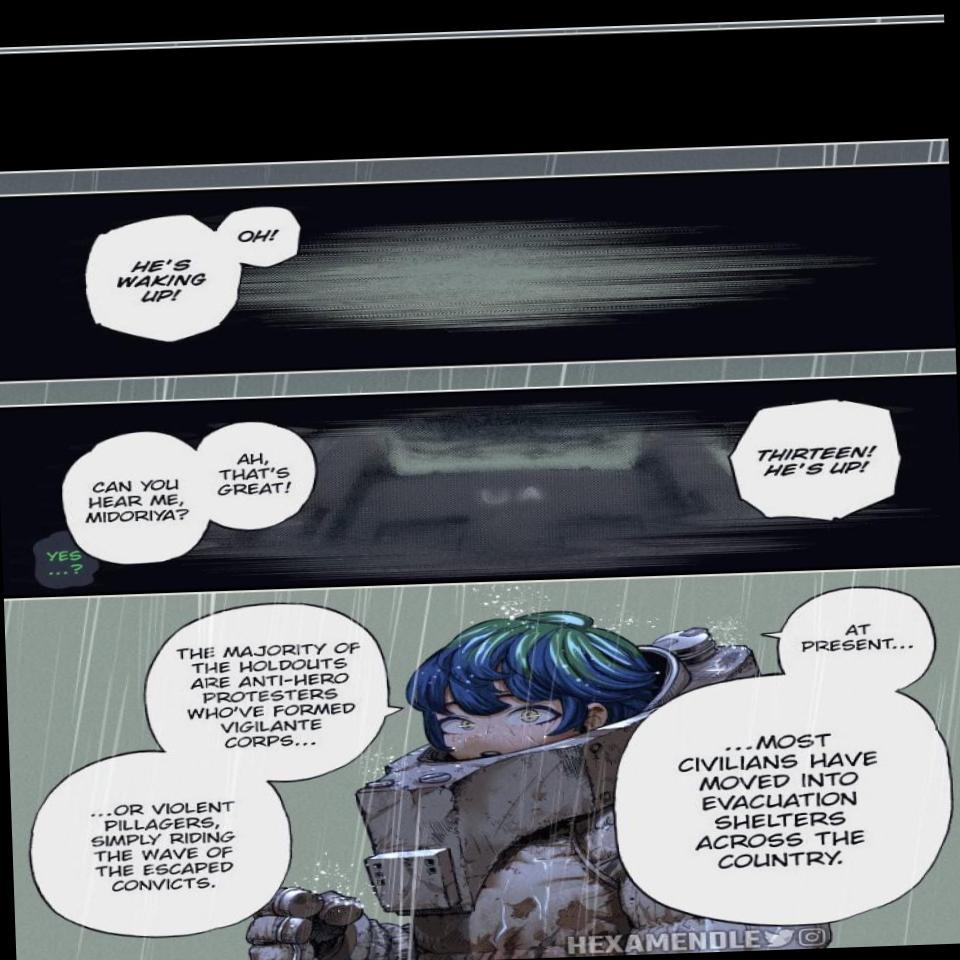 OH!
HE'S
WAKING
UP!
THIRTEEN!
HE'S UP!
AH,
THAT'S
GREAT!
CAN YOU
HEAR ME,
MIDORIYA?
YES
...?
AT
PRESENT...
...MOST
CIVILIANS HAVE
MOVED INTO
EVACUATION
SHELTERS
ACROSS THE
COUNTRY.
THE MAJORITY OF
THE HOLDOUTS
ARE ANTI-HERO
PROTESTERS
WHO'VE FORMED
VIGILANTE
CORPS...
...OR VIOLENT
PILLAGERS,
SIMPLY RIDING
THE WAVE OF
THE ESCAPED
CONVICTS.
HEXAMENDLE